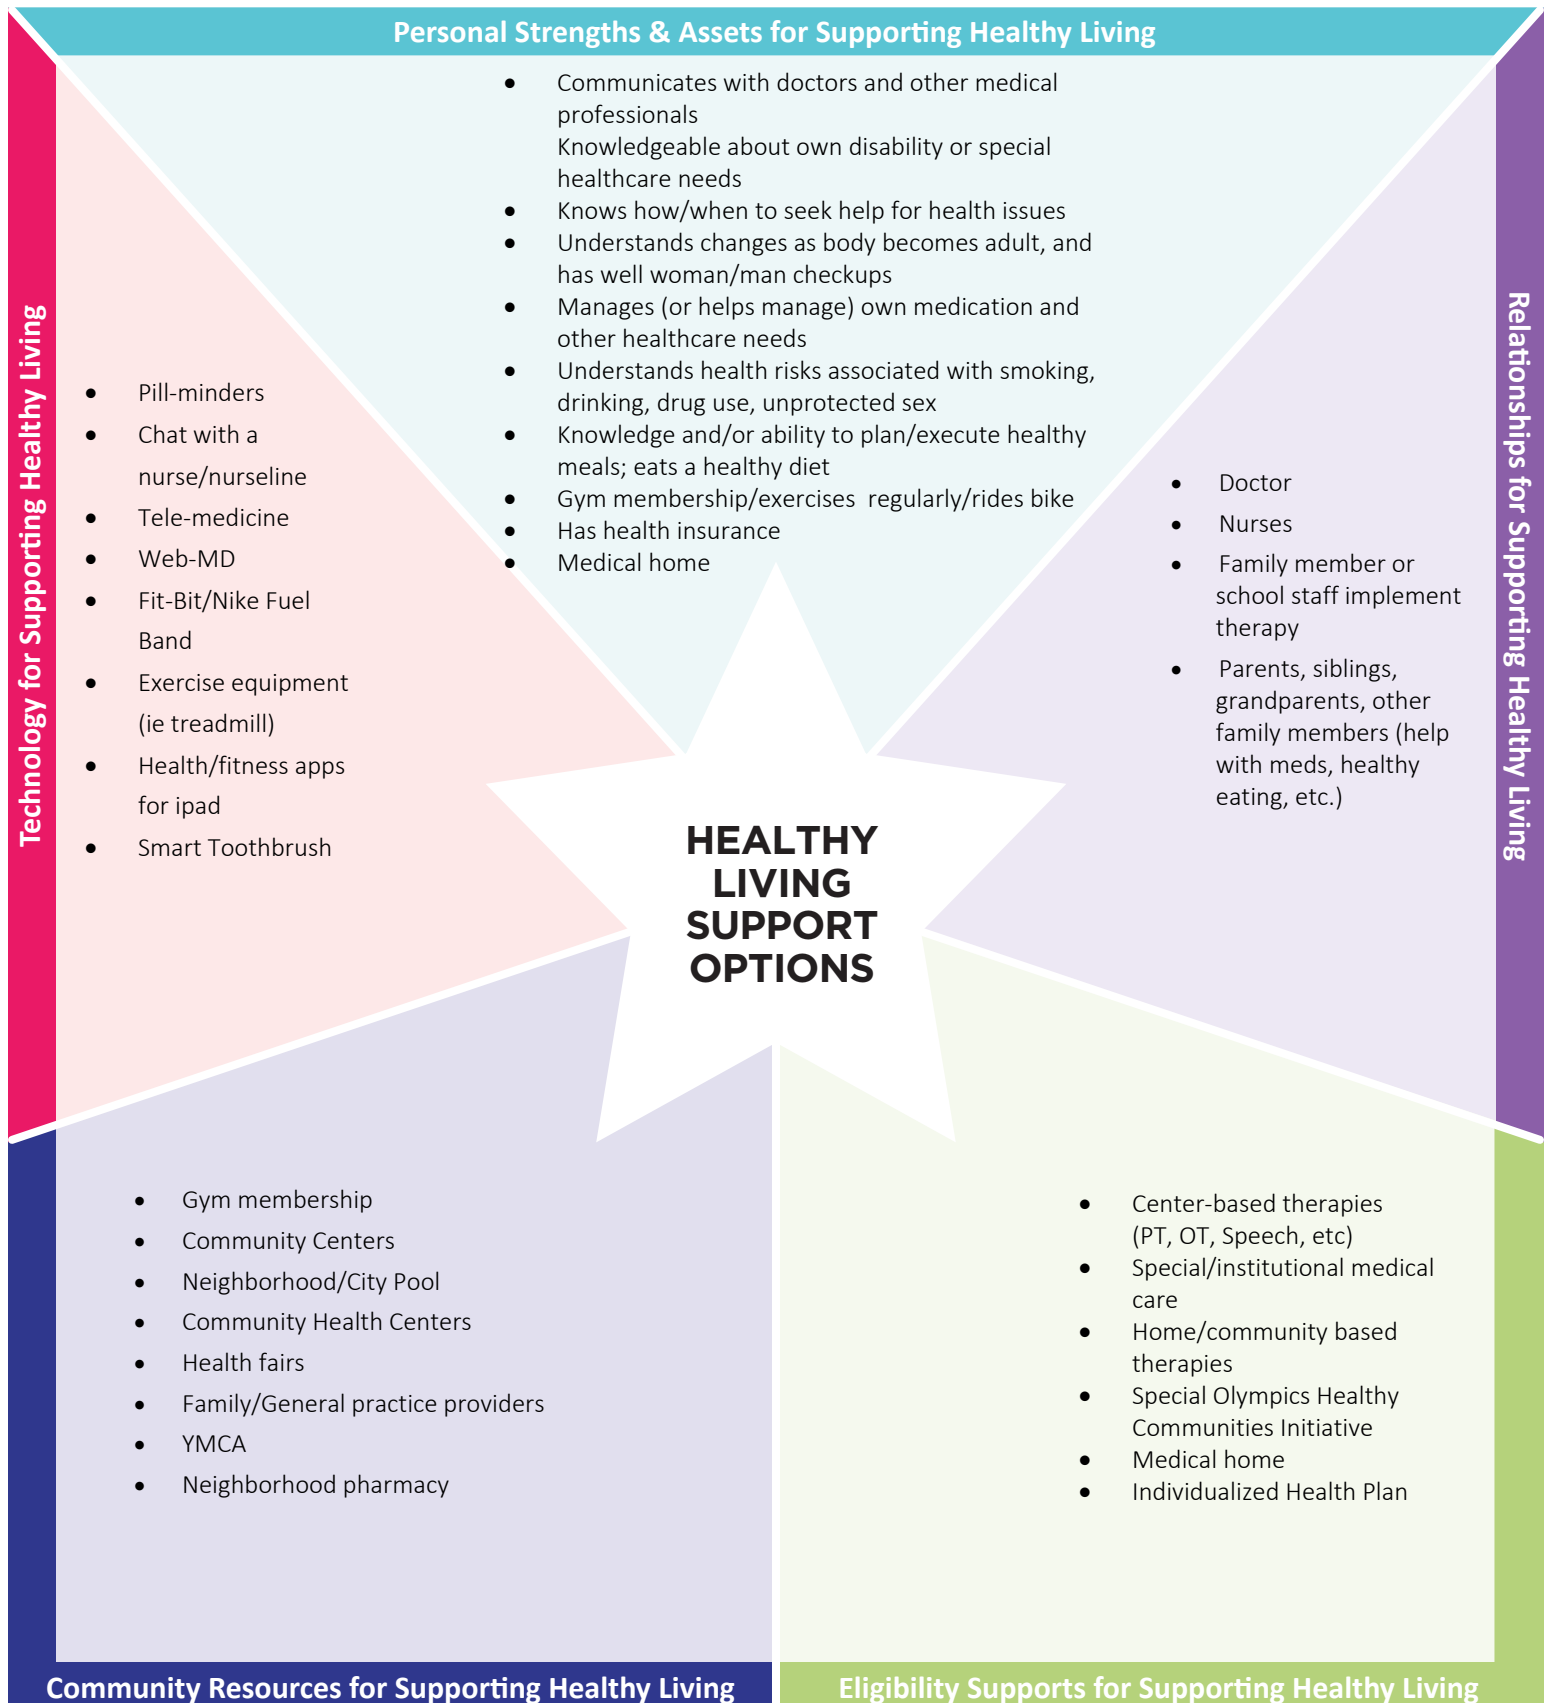 Personal Strengths & Assets for Supporting Healthy Living
• Communicates with doctors and other medical
professionals
Knowledgeable about own disability or special
healthcare needs
• Knows how/when to seek help for health issues
• Understands changes as body becomes adult, and
has well woman/man checkups
• Manages (or helps manage) own medication and
other healthcare needs
• Understands health risks associated with smoking,
drinking, drug use, unprotected sex
• Knowledge and/or ability to plan/execute healthy
meals; eats a healthy diet
• Gym membership/exercises  regularly/rides bike
• Has health insurance
• Medical home
Technology for Supporting Healthy Living
• Pill-minders
• Chat with a
nurse/nurseline
• Tele-medicine
• Web-MD
• Fit-Bit/Nike Fuel
Band
• Exercise equipment
(ie treadmill)
• Health/fitness apps
for ipad
• Smart Toothbrush
Relationships for Supporting Healthy Living
• Doctor
• Nurses
• Family member or
school staff implement
therapy
• Parents, siblings,
grandparents, other
family members (help
with meds, healthy
eating, etc.)
HEALTHY
LIVING
SUPPORT
OPTIONS
• Gym membership
• Community Centers
• Neighborhood/City Pool
• Community Health Centers
• Health fairs
• Family/General practice providers
• YMCA
• Neighborhood pharmacy
Community Resources for Supporting Healthy Living
• Center-based therapies
(PT, OT, Speech, etc)
• Special/institutional medical
care
• Home/community based
therapies
• Special Olympics Healthy
Communities Initiative
• Medical home
• Individualized Health Plan
Eligibility Supports for Supporting Healthy Living